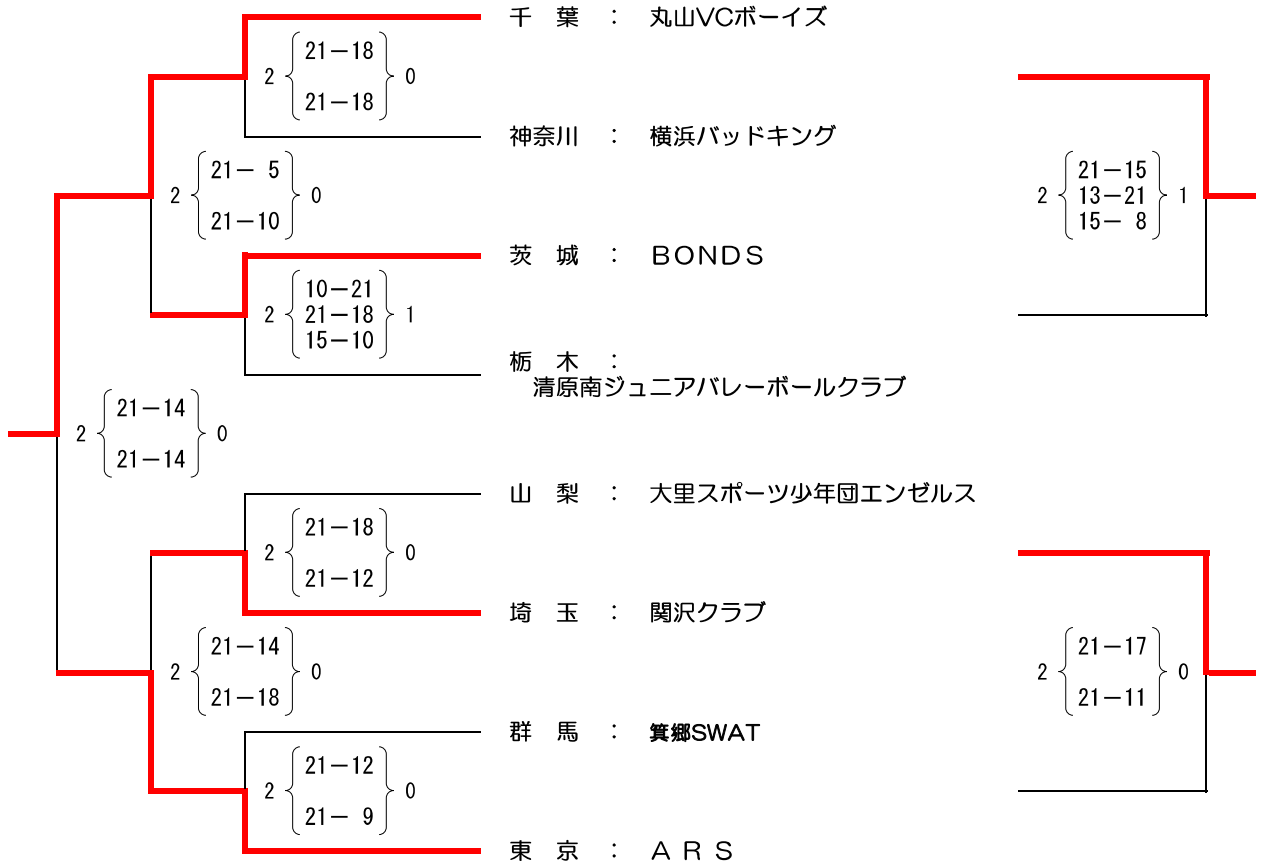 千 葉 : 丸山VCボーイズ
2 21-18 0
21-18
神奈川 : 横浜バッドキング
2 21- 5 0
21-10
2 21-15 1
13-21
15- 8
茨 城 : BONDS
2 10-21 1
21-18
15-10
栃 木 :
清原南ジュニアバレーボールクラブ
2 21-14 0
21-14
山 梨 : 大里スポーツ少年団エンゼルス
2 21-18 0
21-12
埼 玉 : 関沢クラブ
2 21-14 0
21-18
2 21-17 0
21-11
群 馬 : 箕郷SWAT
2 21-12 0
21- 9
東 京 : ARS